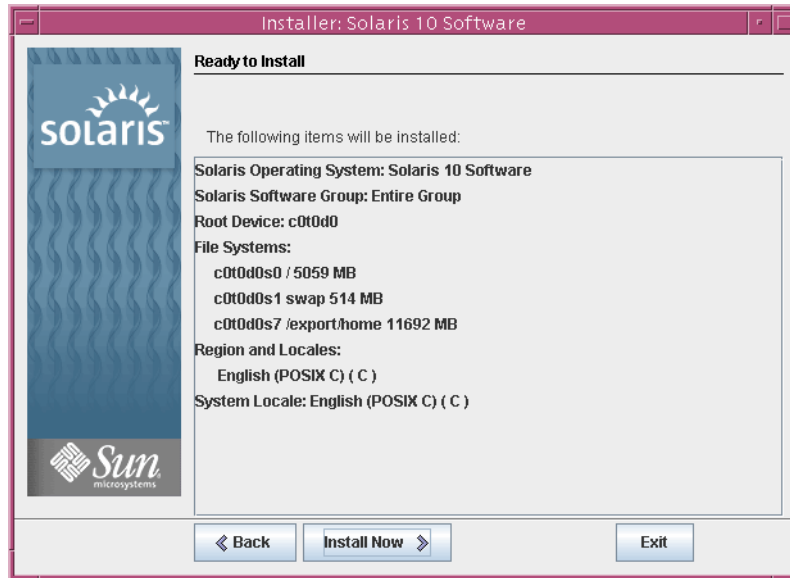 Installer: Solaris 10 Software
solaris™
Sun
microsystems
Ready to Install
The following items will be installed:
Solaris Operating System: Solaris 10 Software
Solaris Software Group: Entire Group
Root Device: c0t0d0
File Systems:
c0t0d0s0 / 5059 MB
c0t0d0s1 swap 514 MB
c0t0d0s7 /export/home 11692 MB
Region and Locales:
English (POSIX C) ( C )
System Locale: English (POSIX C) ( C )
Back
Install Now
Exit